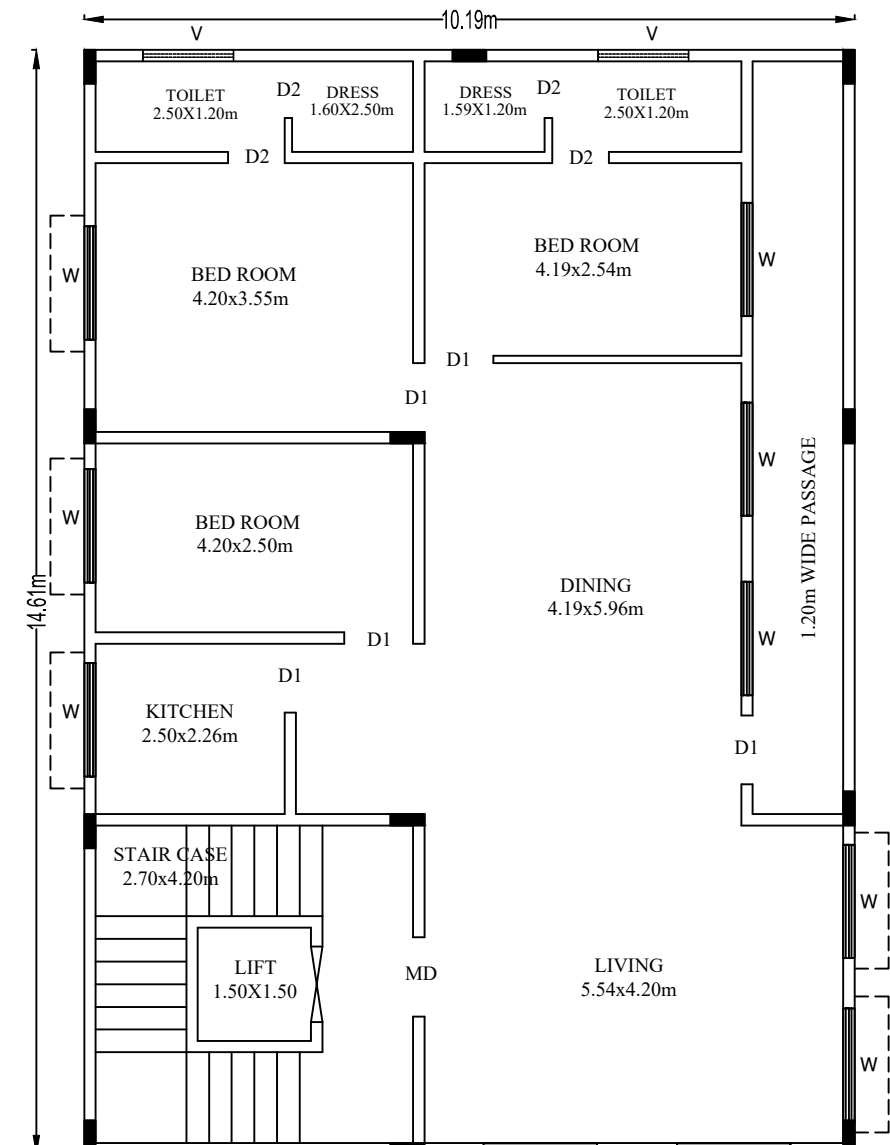 10.19m
V
V
TOILET
2.50X1.20m
D2
DRESS
1.60X2.50m
DRESS
1.59X1.20m
D2
TOILET
2.50X1.20m
D2
D2
W
BED ROOM
4.20x3.55m
BED ROOM
4.19x2.54m
W
D1
D1
W
BED ROOM
4.20x2.50m
W
1.20m WIDE PASSAGE
14.61m
DINING
4.19x5.96m
W
D1
D1
W
KITCHEN
2.50x2.26m
D1
STAIR CASE
2.70x4.20m
W
LIFT
1.50X1.50
MD
LIVING
5.54x4.20m
W